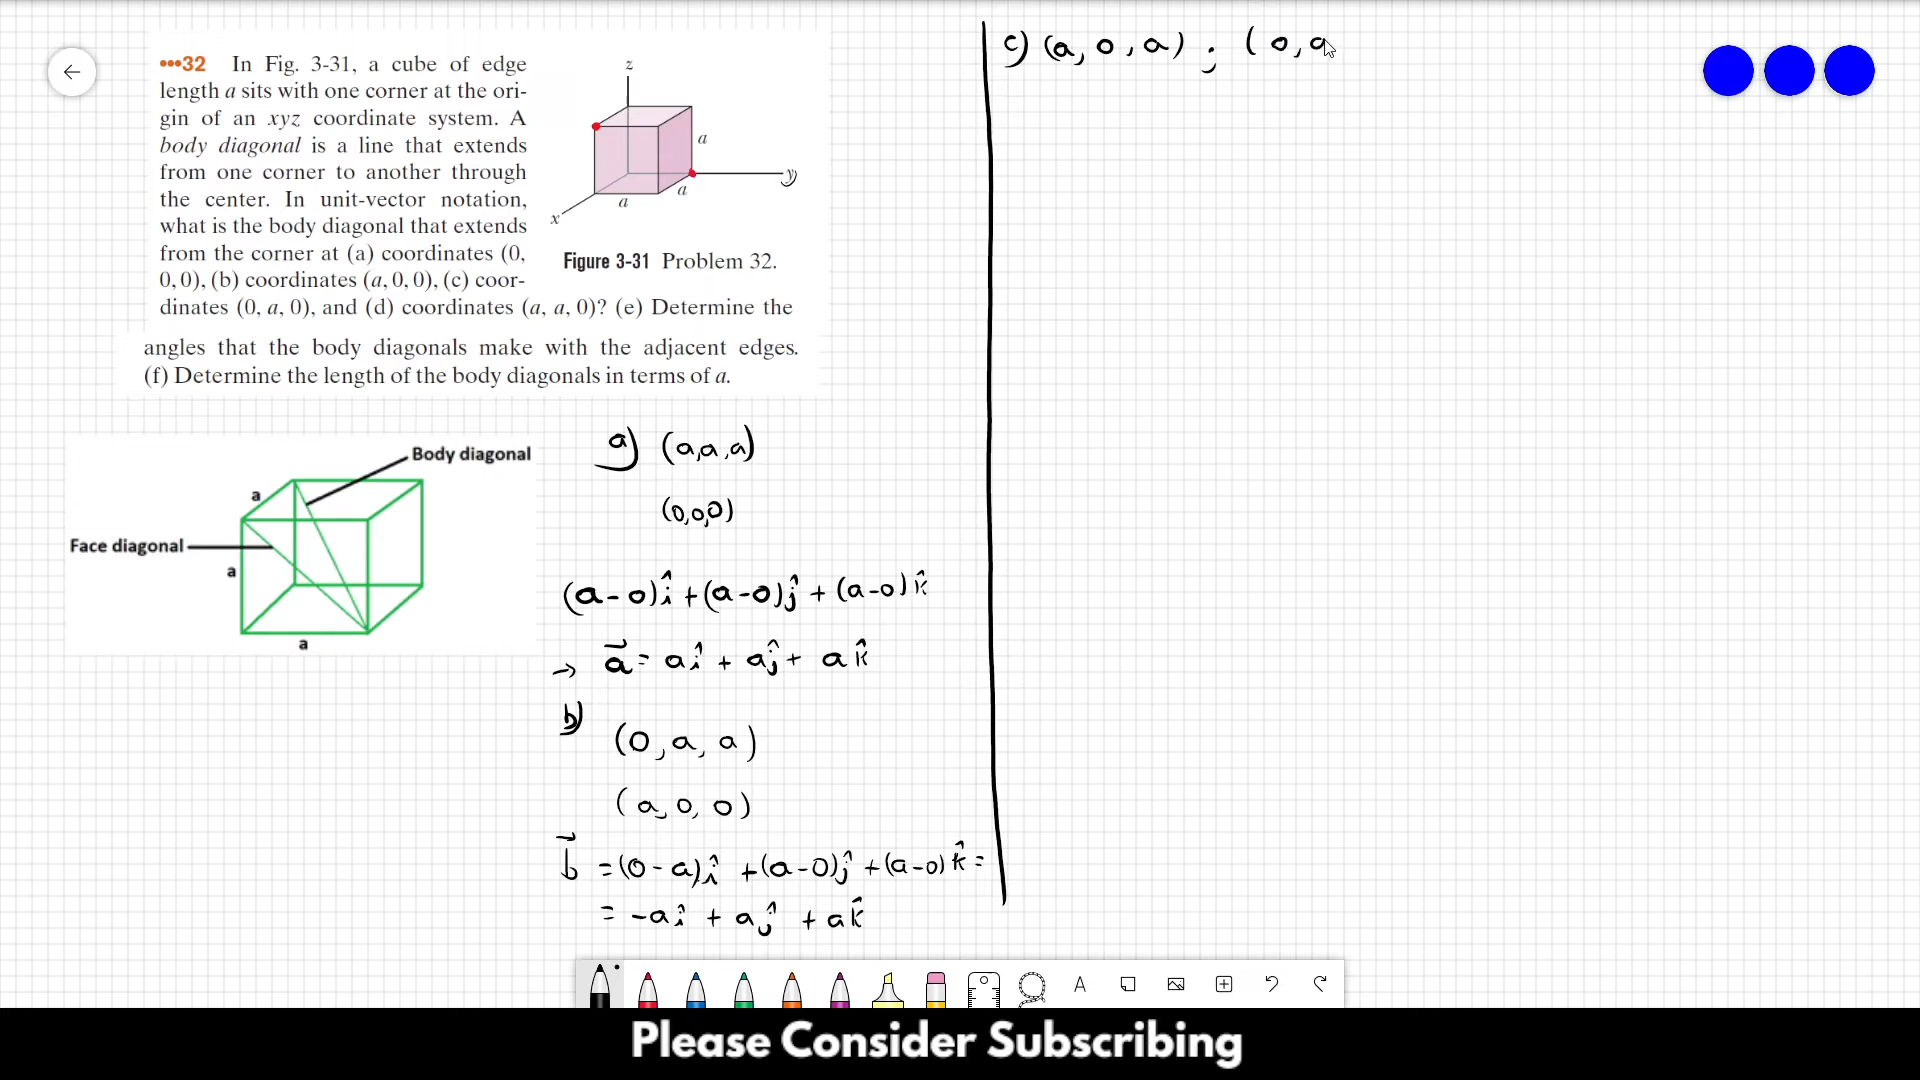 •••32 In Fig. 3-31, a cube of edge
length a sits with one corner at the ori-
gin of an xyz coordinate system. A
body diagonal is a line that extends
from one corner to another through
the center. In unit-vector notation,
what is the body diagonal that extends
from the corner at (a) coordinates (0,
0, 0), (b) coordinates (a, 0, 0), (c) coor-
dinates (0, a, 0), and (d) coordinates (a, a, 0)? (e) Determine the
angles that the body diagonals make with the adjacent edges.
(f) Determine the length of the body diagonals in terms of a.
z
a
a
a
y
x
Figure 3-31 Problem 32.
Body diagonal
a
Face diagonal
a
a
a) (a,a,a)
(0,0,0)
(a-0)î + (a-0)ĵ + (a-0)k̂
→ a⃗ = aî + aĵ + ak̂
b)
(0, a, a)
(a, 0, 0)
b⃗ = (0-a)î + (a-0)ĵ + (a-0)k̂ =
= -aî + aĵ + ak̂
c) (a, 0, a) ; (0, a
A
Please Consider Subscribing